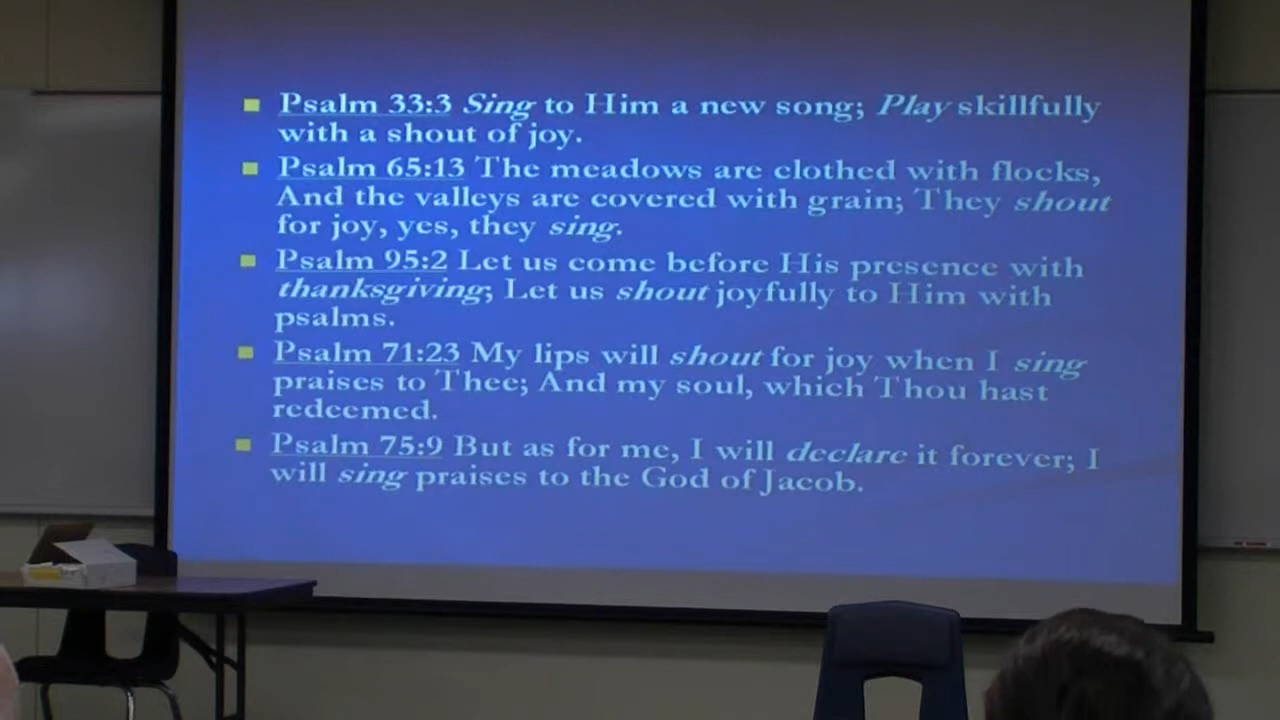 Psalm 33:3 Sing to Him a new song; Play skillfully
with a shout of joy.
Psalm 65:13 The meadows are clothed with flocks,
And the valleys are covered with grain; They shout
for joy, yes, they sing.
Psalm 95:2 Let us come before His presence with
thanksgiving; Let us shout joyfully to Him with
psalms.
Psalm 71:23 My lips will shout for joy when I sing
praises to Thee; And my soul, which Thou hast
redeemed.
Psalm 75:9 But as for me, I will declare it forever; I
will sing praises to the God of Jacob.